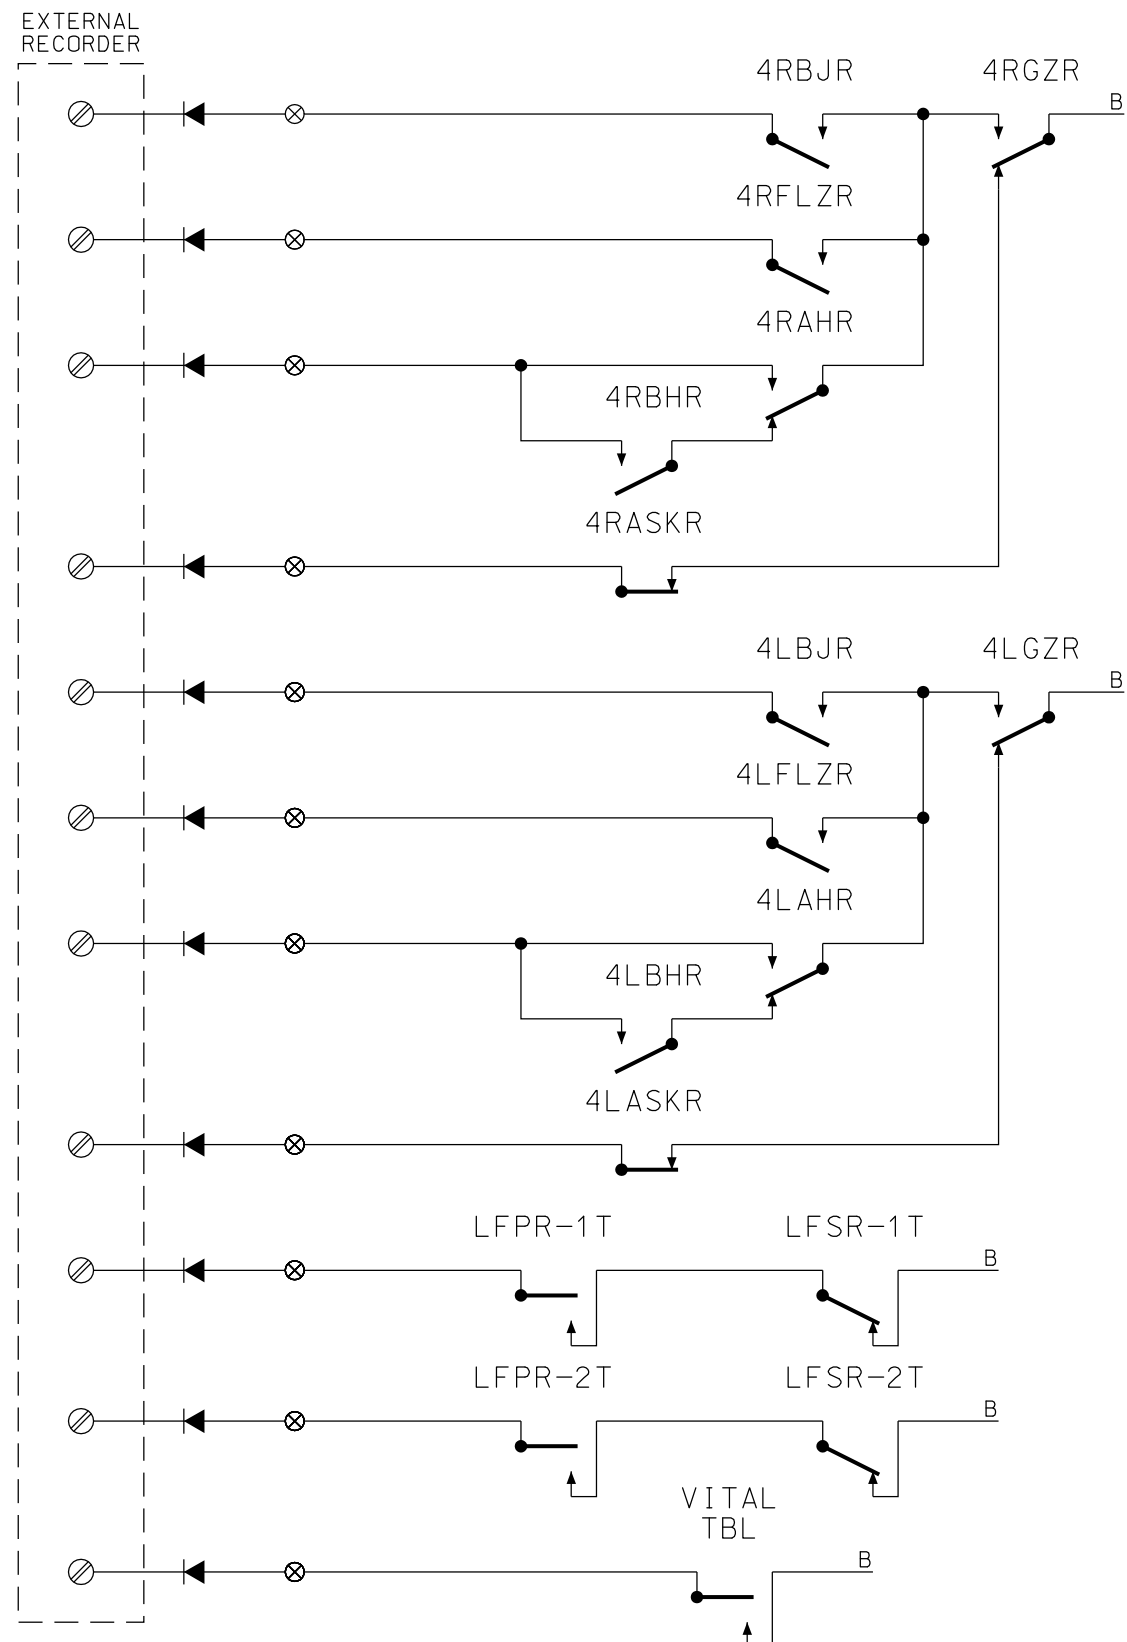 EXTERNAL
RECORDER
4RBJR
4RGZR
B
4RFLZR
4RAHR
4RBHR
4RASKR
4LBJR
4LGZR
B
4LFLZR
4LAHR
4LBHR
4LASKR
LFPR-1T
LFSR-1T
B
LFPR-2T
LFSR-2T
B
VITAL
TBL
B